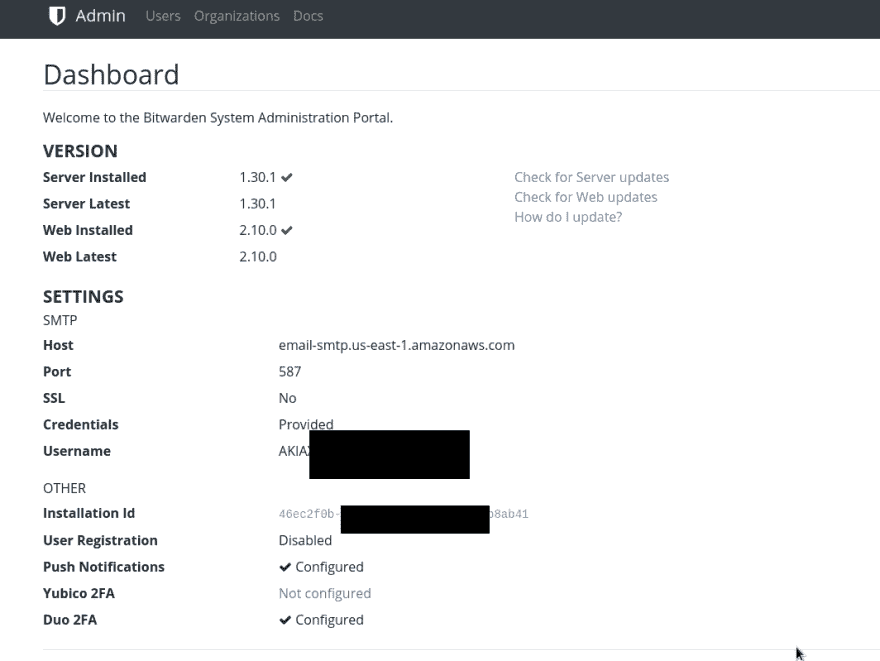 Admin Users Organizations Docs
Dashboard
Welcome to the Bitwarden System Administration Portal.
VERSION
Server Installed 1.30.1 Check for Server updates
Check for Web updates
Server Latest 1.30.1
How do I update?
Web Installed 2.10.0
Web Latest 2.10.0
SETTINGS
SMTP
Host email-smtp.us-east-1.amazonaws.com
Port 587
SSL No
Credentials Provided
Username AKIA
OTHER
Installation Id 46ec2f0b- b8ab41
User Registration Disabled
Push Notifications Configured
Yubico 2FA Not configured
Duo 2FA Configured